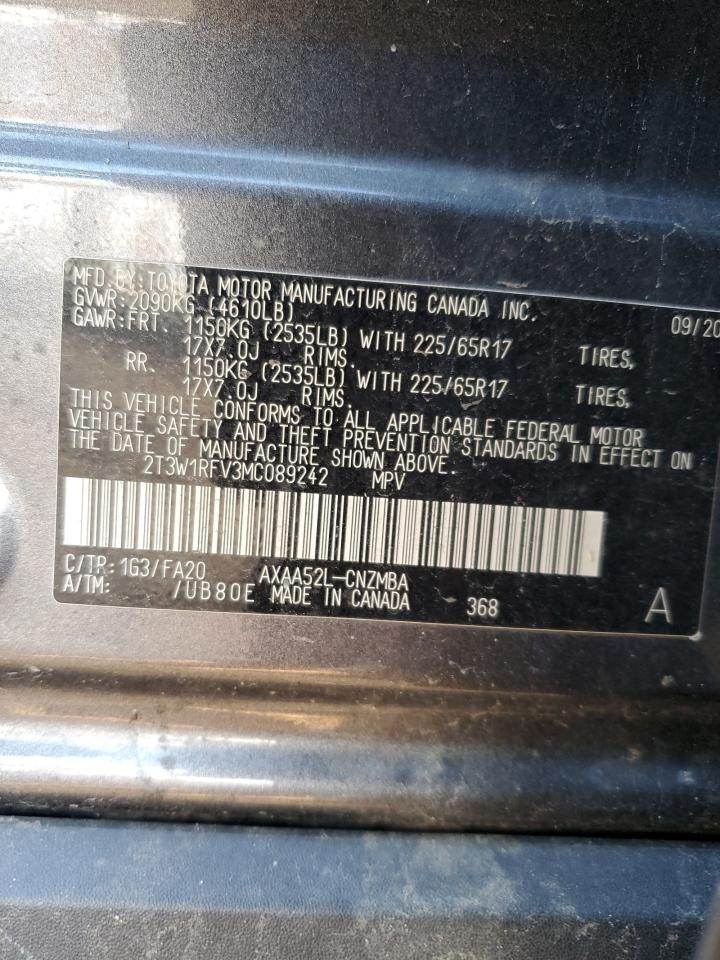 MFD.BY:TOYOTA MOTOR MANUFACTURING CANADA INC. 09/20
GVWR:2090KG (4610LB)
GAWR:FRT. 1150KG (2535LB) WITH 225/65R17 TIRES,
17X7.0J RIMS.
RR. 1150KG (2535LB) WITH 225/65R17 TIRES,
17X7.0J RIMS.
THIS VEHICLE CONFORMS TO ALL APPLICABLE FEDERAL MOTOR
VEHICLE SAFETY AND THEFT PREVENTION STANDARDS IN EFFECT ON
THE DATE OF MANUFACTURE SHOWN ABOVE.
2T3W1RFV3MC089242 MPV
C/TR:1G3/FA20 AXAA52L-CNZMBA
A/TM: /UB80E MADE IN CANADA 368 A